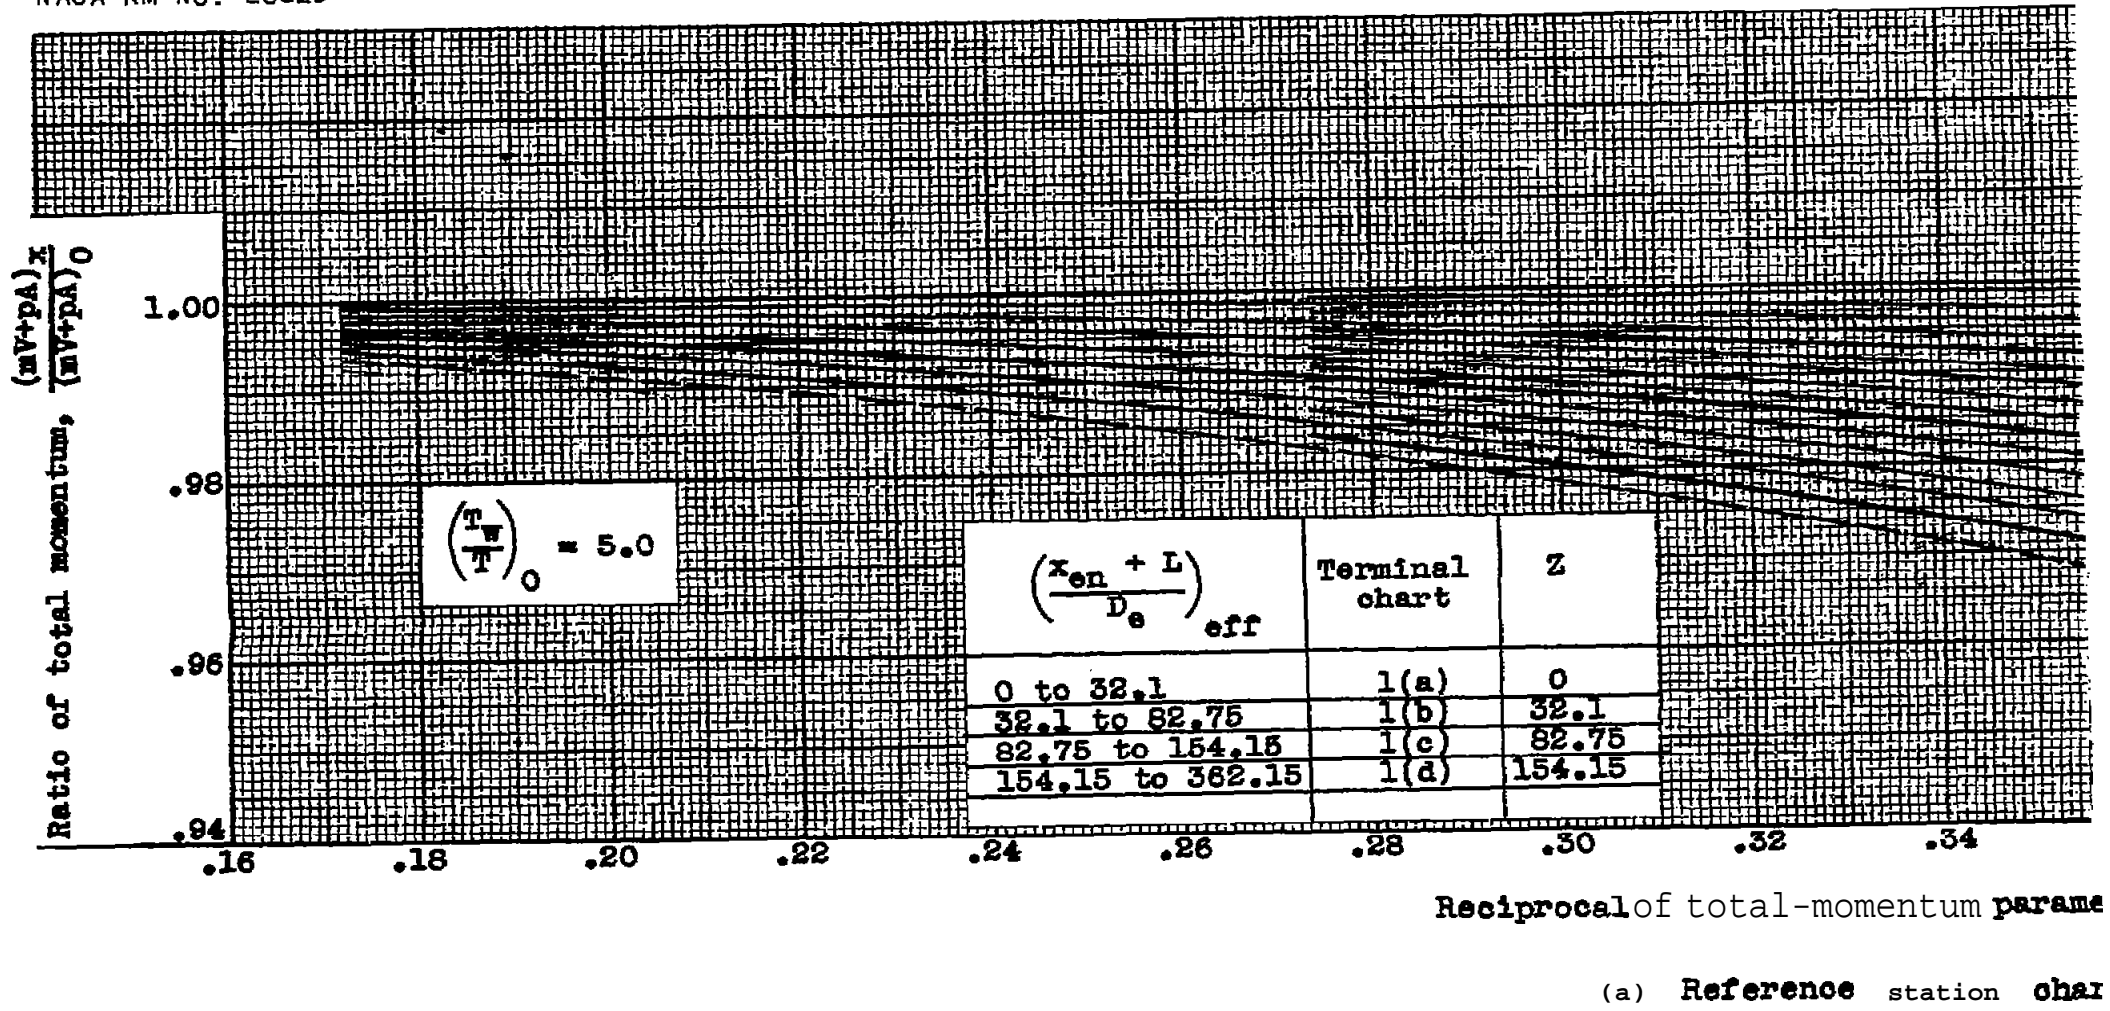 Ratio of total momentum, (mV+pA)x / (mV+pA)0
1.00
.98
.96
.94
(Tw / T)0 = 5.0
(xen + L / De)eff
Terminal chart
Z
0 to 32.1 1(a) 0
32.1 to 82.75 1(b) 32.1
82.75 to 154.15 1(c) 82.75
154.15 to 362.15 1(d) 154.15
.16 .18 .20 .22 .24 .26 .28 .30 .32 .34
Reciprocal of total-momentum parame
(a) Reference station char